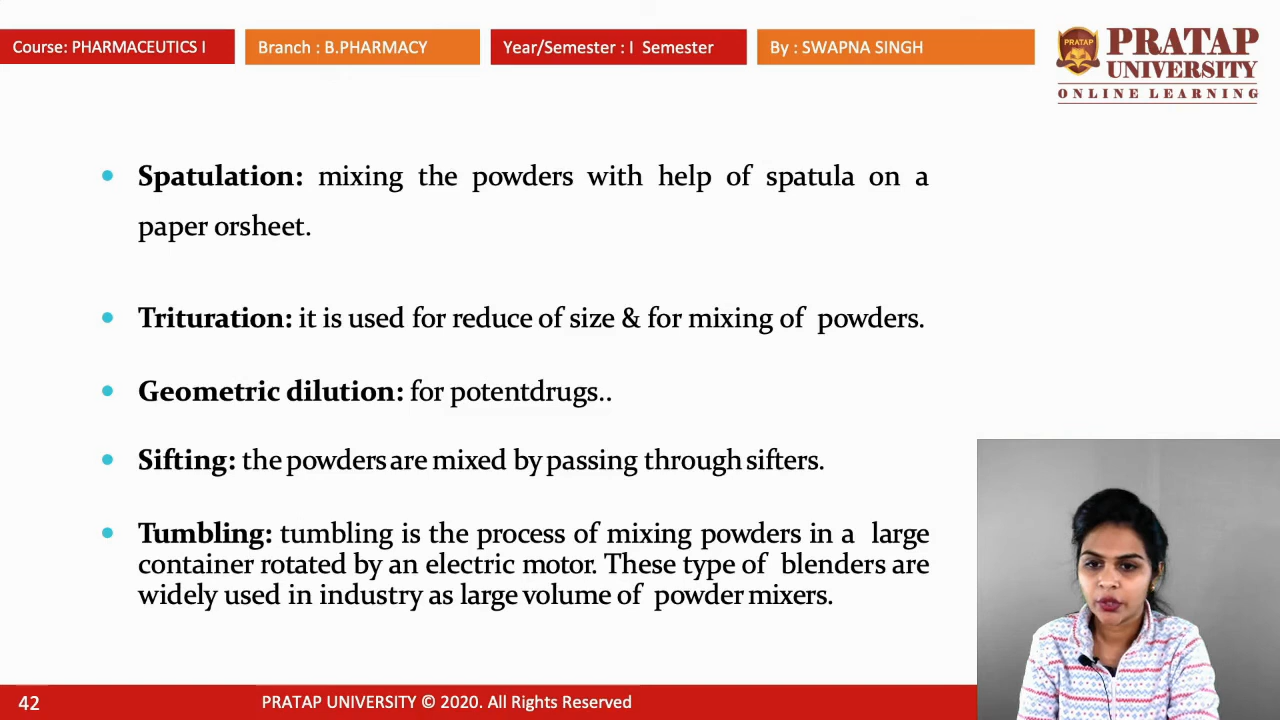 Course: PHARMACEUTICS I
Branch : B.PHARMACY
Year/Semester : I Semester
By : SWAPNA SINGH
PRATAP
PRATAP
UNIVERSITY
ONLINE LEARNING
• Spatulation: mixing the powders with help of spatula on a
paper orsheet.
• Trituration: it is used for reduce of size & for mixing of powders.
• Geometric dilution: for potentdrugs..
• Sifting: the powders are mixed by passing through sifters.
• Tumbling: tumbling is the process of mixing powders in a large
container rotated by an electric motor. These type of blenders are
widely used in industry as large volume of powder mixers.
42
PRATAP UNIVERSITY © 2020. All Rights Reserved